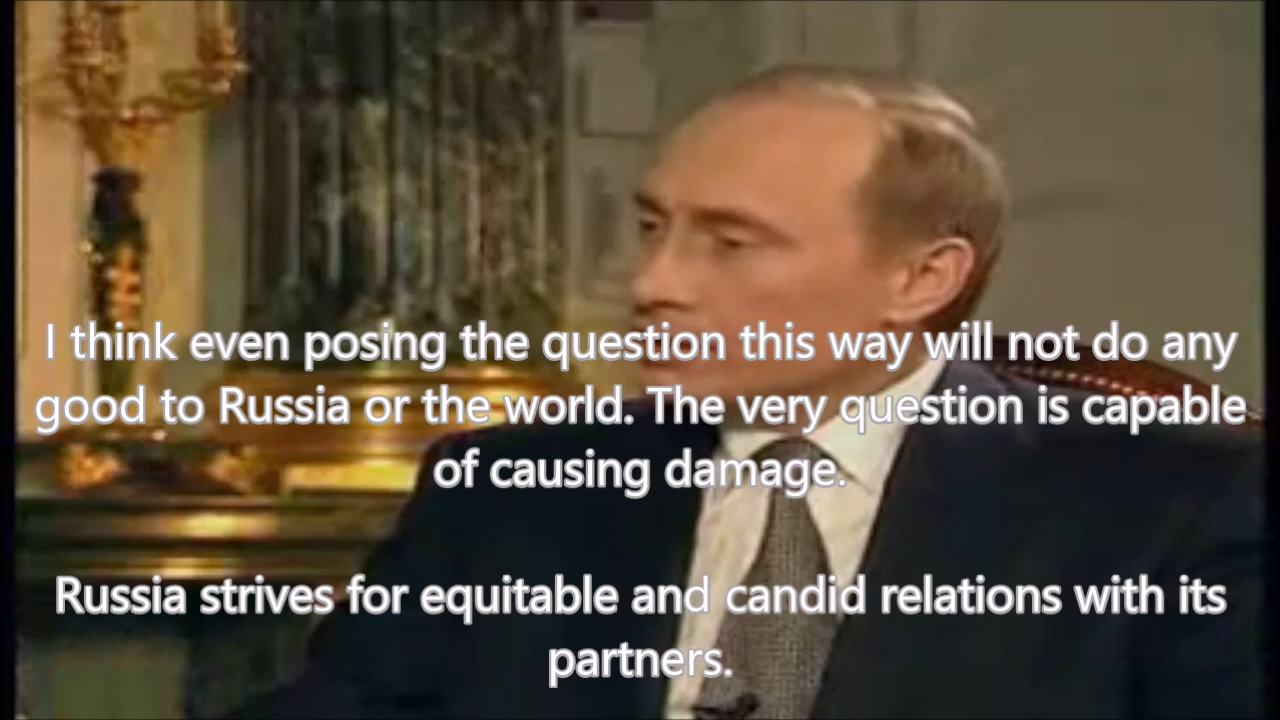 I think even posing the question this way will not do any
good to Russia or the world. The very question is capable
of causing damage.
Russia strives for equitable and candid relations with its
partners.